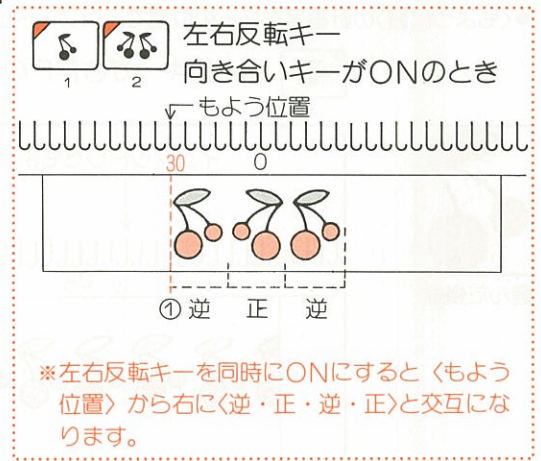 左右反転キー
1 2
向き合いキーがONのとき
もよう位置
30 0
① 逆 正 逆
※左右反転キーを同時にONにすると〈もよう
位置〉から右に〈逆・正・逆・正〉と交互にな
ります。